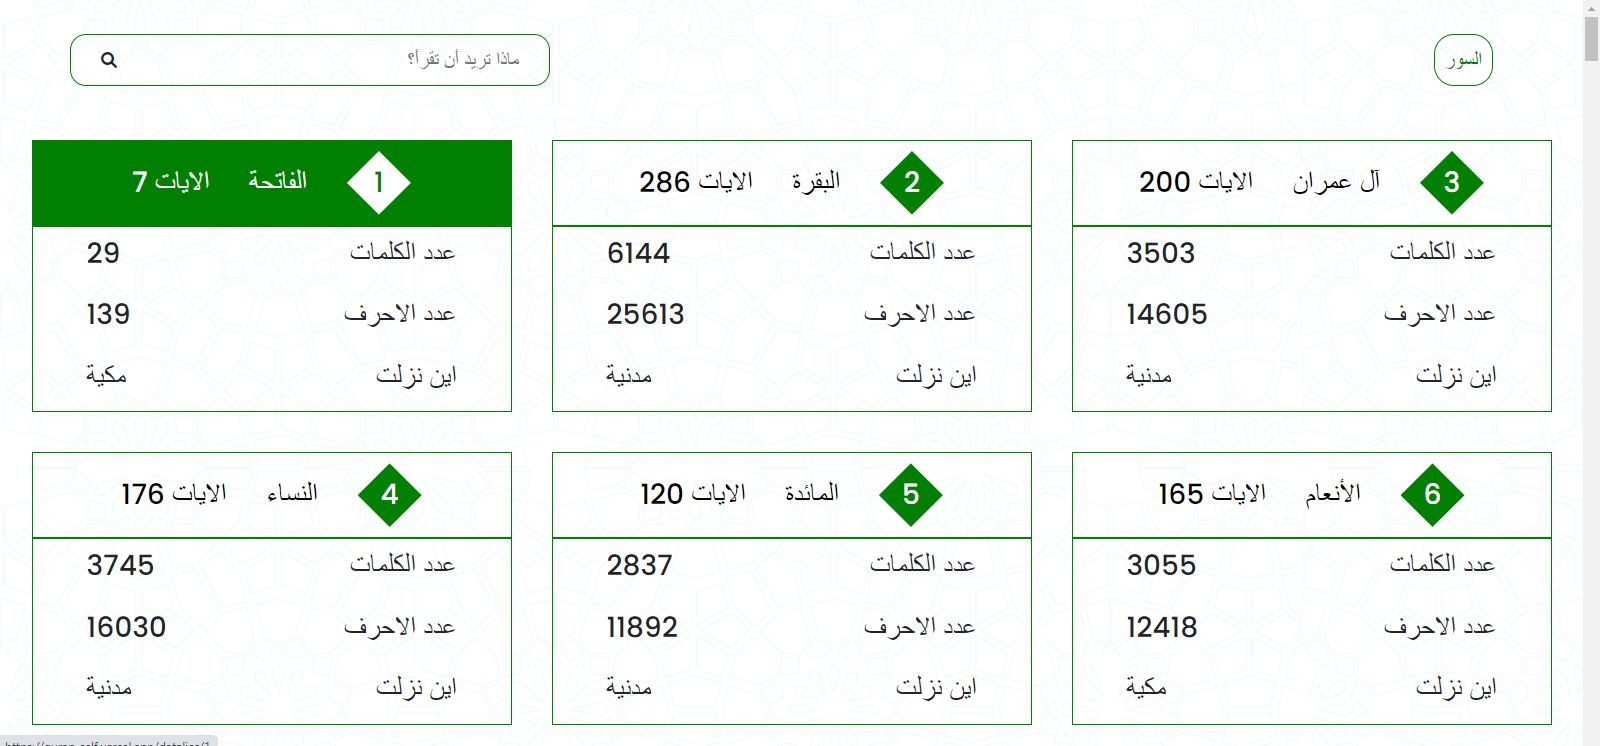 السور
ماذا تريد أن تقرأ؟
1 الفاتحة الايات 7
عدد الكلمات 29
عدد الاحرف 139
اين نزلت مكية
2 البقرة الايات 286
عدد الكلمات 6144
عدد الاحرف 25613
اين نزلت مدنية
3 آل عمران الايات 200
عدد الكلمات 3503
عدد الاحرف 14605
اين نزلت مدنية
4 النساء الايات 176
عدد الكلمات 3745
عدد الاحرف 16030
اين نزلت مدنية
5 المائدة الايات 120
عدد الكلمات 2837
عدد الاحرف 11892
اين نزلت مدنية
6 الأنعام الايات 165
عدد الكلمات 3055
عدد الاحرف 12418
اين نزلت مكية